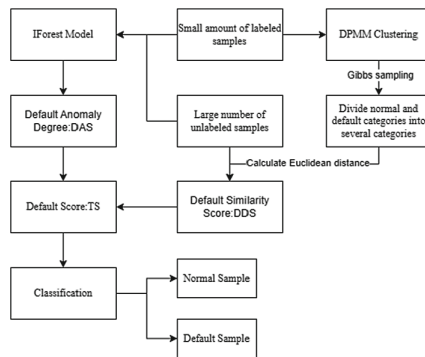 IForest Model
Small amount of labeled
samples
DPMM Clustering
Gibbs sampling
Default Anomaly
Degree:DAS
Large number of
unlabeled samples
Divide normal and
default categories into
several categories
Calculate Euclidean distance
Default Score:TS
Default Similarity
Score:DDS
Classification
Normal Sample
Default Sample